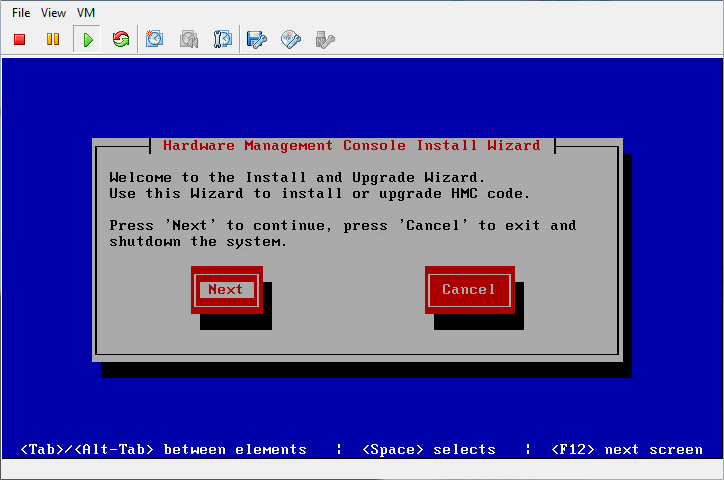 File View VM
Hardware Management Console Install Wizard
Welcome to the Install and Upgrade Wizard.
Use this Wizard to install or upgrade HMC code.
Press 'Next' to continue, press 'Cancel' to exit and
shutdown the system.
Next Cancel
<Tab>/<Alt-Tab> between elements ¦ <Space> selects ¦ <F12> next screen